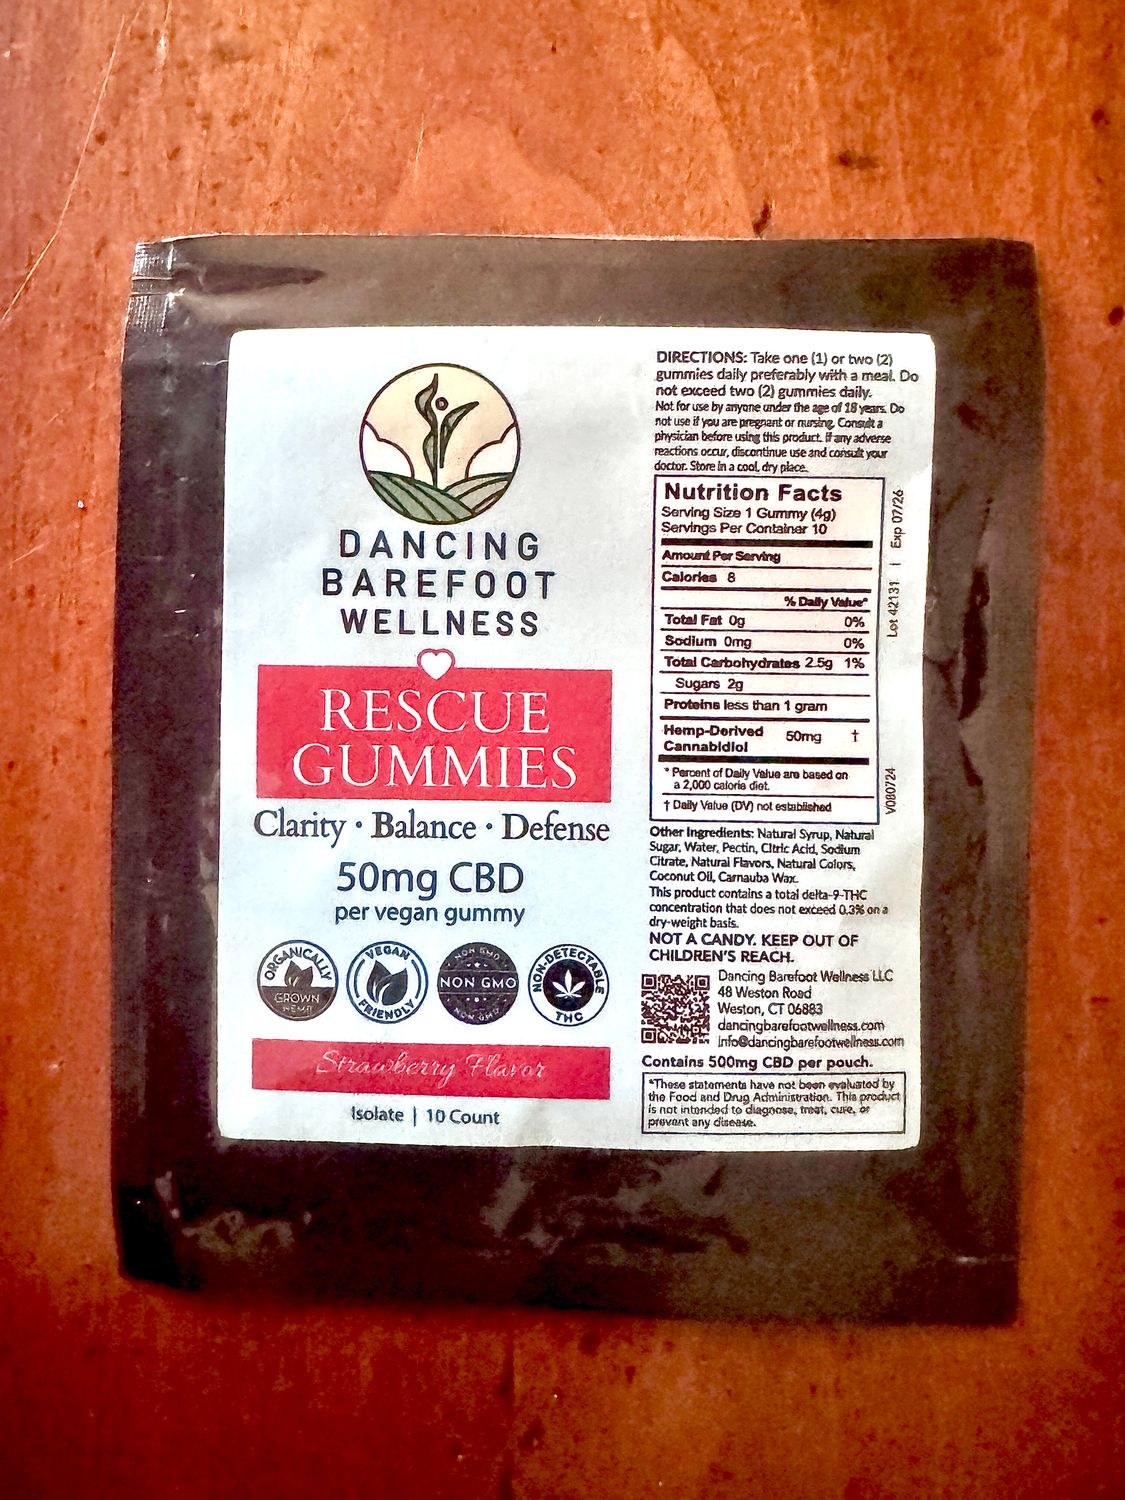 DANCING
BAREFOOT
WELLNESS
RESCUE
GUMMIES
Clarity · Balance · Defense
50mg CBD
per vegan gummy
ORGANICALLY
GROWN
HEMP
VEGAN
FRIENDLY
NON GMO
NON GMO
NON GMO
NON-DETECTABLE
THC
Strawberry Flavor
Isolate | 10 Count
DIRECTIONS: Take one (1) or two (2)
gummies daily preferably with a meal. Do
not exceed two (2) gummies daily.
Not for use by anyone under the age of 18 years. Do
not use if you are pregnant or nursing. Consult a
physician before using this product. If any adverse
reactions occur, discontinue use and consult your
doctor. Store in a cool, dry place.
Nutrition Facts
Serving Size 1 Gummy (4g)
Servings Per Container 10
Amount Per Serving
Calories 8
% Daily Value*
Total Fat 0g 0%
Sodium 0mg 0%
Total Carbohydrates 2.5g 1%
Sugars 2g
Proteins less than 1 gram
Hemp-Derived 50mg †
Cannabidiol
* Percent of Daily Value are based on
a 2,000 calorie diet.
† Daily Value (DV) not established
Lot 42131 | Exp 07/26
V080724
Other Ingredients: Natural Syrup, Natural
Sugar, Water, Pectin, Citric Acid, Sodium
Citrate, Natural Flavors, Natural Colors,
Coconut Oil, Carnauba Wax.
This product contains a total delta-9-THC
concentration that does not exceed 0.3% on a
dry-weight basis.
NOT A CANDY. KEEP OUT OF
CHILDREN'S REACH.
Dancing Barefoot Wellness LLC
48 Weston Road
Weston, CT 06883
dancingbarefootwellness.com
info@dancingbarefootwellness.com
Contains 500mg CBD per pouch.
*These statements have not been evaluated by
the Food and Drug Administration. This product
is not intended to diagnose, treat, cure, or
prevent any disease.